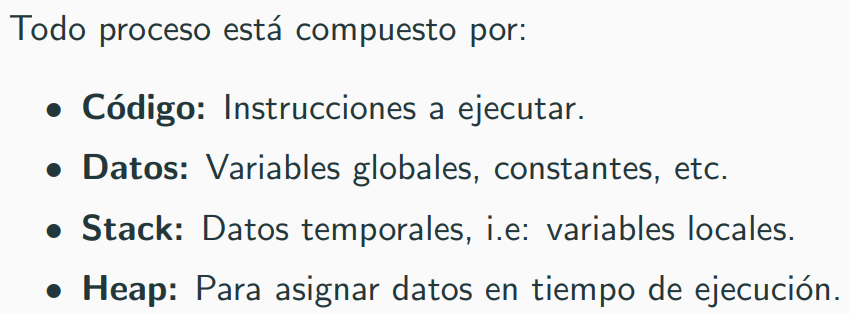 Todo proceso está compuesto por:
• Código: Instrucciones a ejecutar.
• Datos: Variables globales, constantes, etc.
• Stack: Datos temporales, i.e: variables locales.
• Heap: Para asignar datos en tiempo de ejecución.